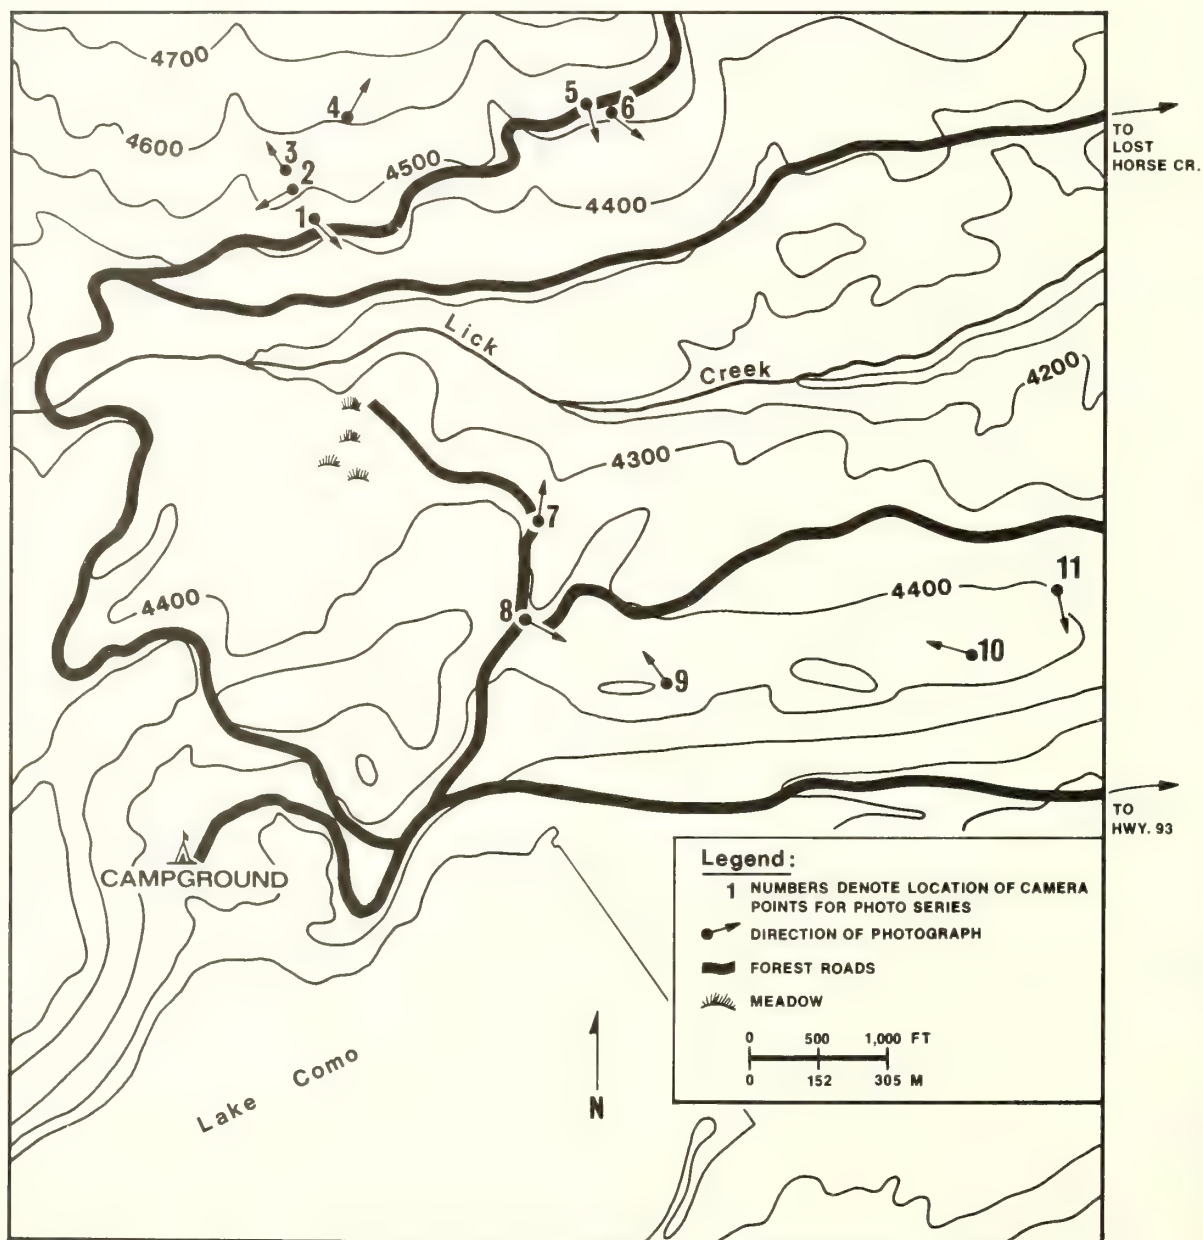 4700
4
5
6
TO
LOST
HORSE CR.
4600
3
4500
2
4400
1
Lick
Creek
4200
4300
7
11
4400
4400
8
10
9
TO
HWY. 93
CAMPGROUND
Legend:
1 NUMBERS DENOTE LOCATION OF CAMERA
POINTS FOR PHOTO SERIES
DIRECTION OF PHOTOGRAPH
FOREST ROADS
MEADOW
0 500 1,000 FT
0 152 305 M
Lake Como
N